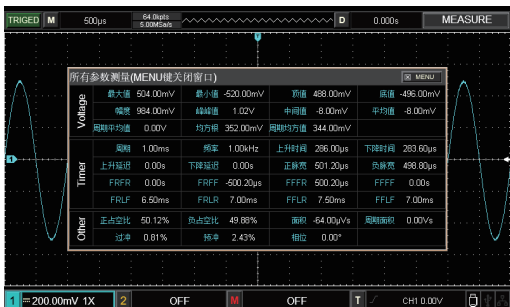 TRIGED M 500μs 64.0kpts 5.00MSa/s D 0.000s MEASURE
所有参数测量(MENU键关闭窗口) MENU
Voltage
最大值 504.00mV 最小值 -520.00mV 顶值 488.00mV 底值 -496.00mV
幅度 984.00mV 峰峰值 1.02V 中间值 -8.00mV 平均值 -8.00mV
周期平均值 0.00V 均方根 352.00mV 周期均方值 344.00mV
Timer
周期 1.00ms 频率 1.00kHz 上升时间 286.00μs 下降时间 283.60μs
上升延迟 0.00s 下降延迟 0.00s 正脉宽 501.20μs 负脉宽 498.80μs
FRFR 0.00s FRFF -500.20μs FFFR 500.20μs FFFF 0.00s
FRLF 6.50ms FRLR 7.00ms FFLR 7.50ms FFLF 7.00ms
Other
正占空比 50.12% 负占空比 49.88% 面积 -64.00μVs 周期面积 0.00Vs
过冲 0.81% 预冲 2.43% 相位 0.00°
1 200.00mV 1X 2 OFF M OFF T CH1 0.00V